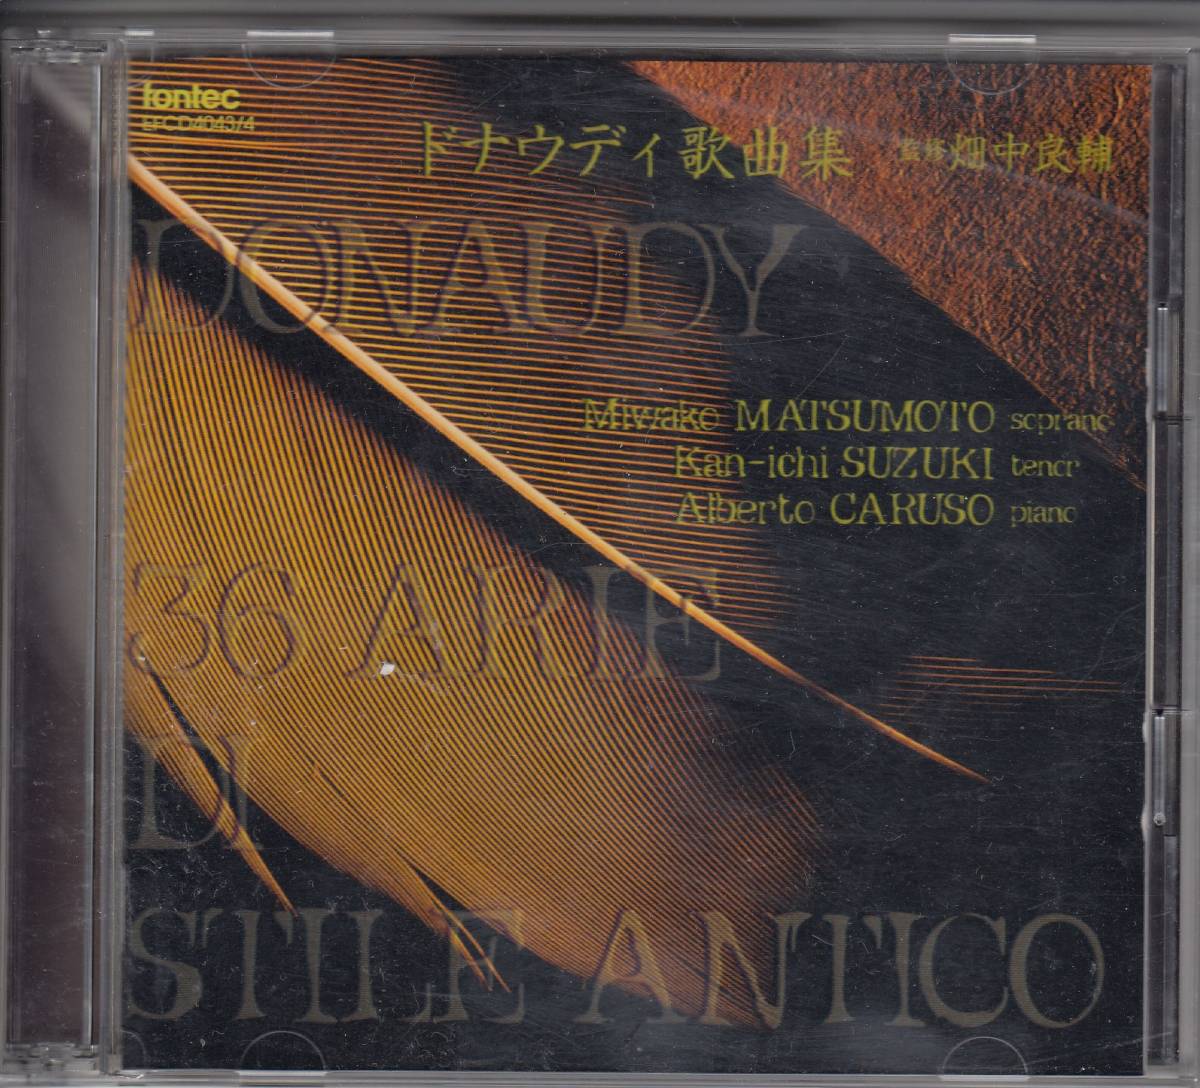 fontec
EFCD4043/4
ドナウディ歌曲集 監修 畑中良輔
DONAUDY
Miwako MATSUMOTO soprano
Kan-ichi SUZUKI tenor
Alberto CARUSO piano
36 ARIE
DI
STILE ANTICO